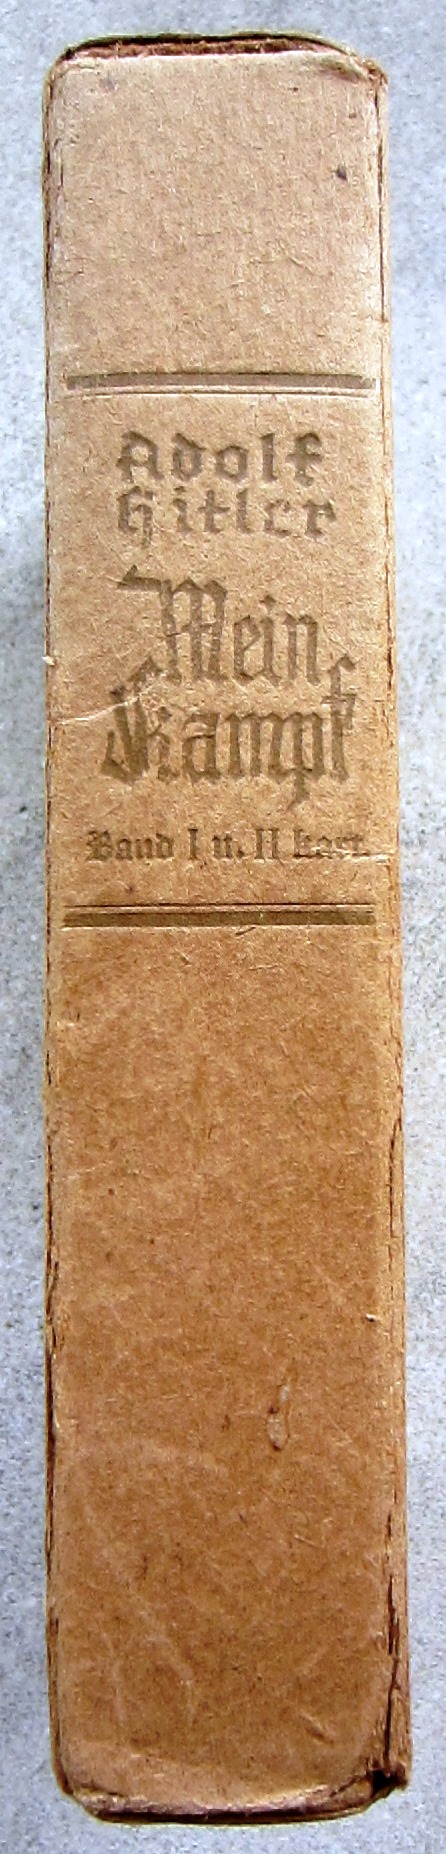 Adolf
Hitler
Mein
Kampf
Band I u. II kart.